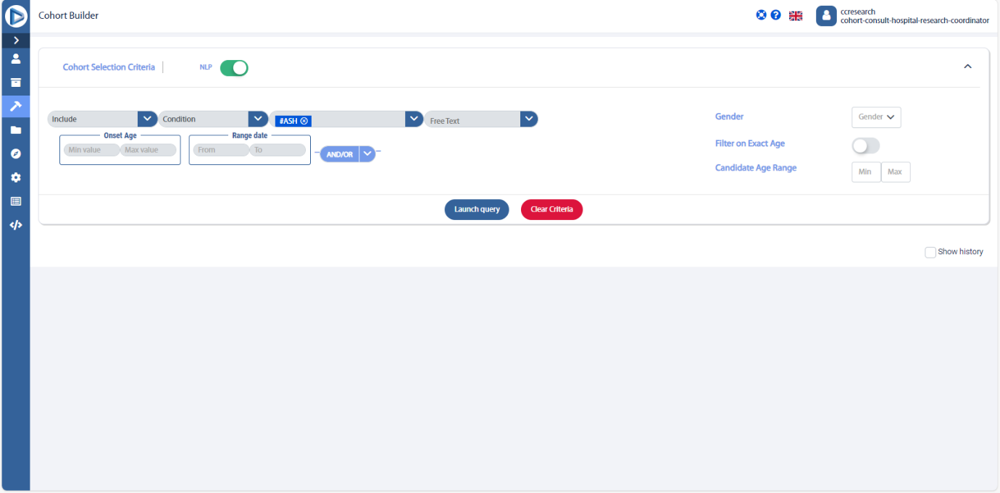 Cohort Builder
ccresearch
cohort-consult-hospital-research-coordinator
Cohort Selection Criteria
NLP
Include
Condition
#ASH
Free Text
Onset Age
Min value
Max value
Range date
From
To
AND/OR
Gender
Gender
Filter on Exact Age
Candidate Age Range
Min
Max
Launch query
Clear Criteria
Show history